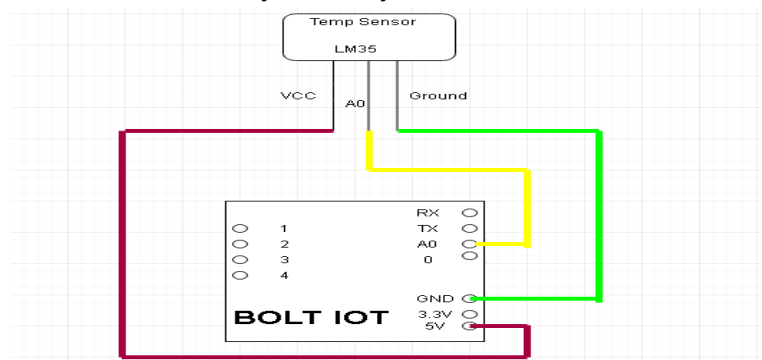 Temp Sensor
LM35
VCC
A0
Ground
RX
1
TX
2
A0
3
0
4
GND
BOLT IOT
3.3V
5V